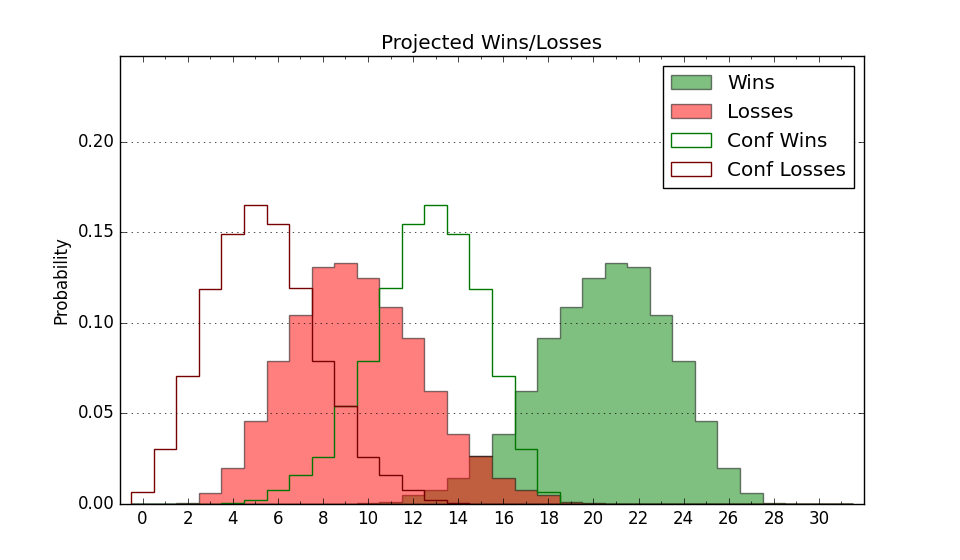 Projected Wins/Losses
Wins
Losses
Conf Wins
Conf Losses
Probability
0.20
0.15
0.10
0.05
0.00
0 2 4 6 8 10 12 14 16 18 20 22 24 26 28 30